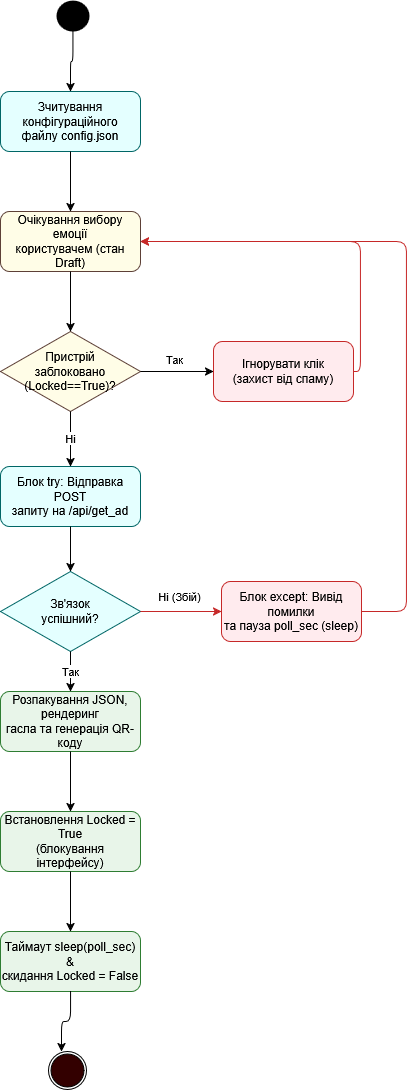 Зчитування
конфігураційного
файлу config.json
Очікування вибору
емоції
користувачем (стан
Draft)
Пристрій
заблоковано
(Locked==True)?
Так
Ігнорувати клік
(захист від спаму)
Ні
Блок try: Відправка
POST
запиту на /api/get_ad
Зв'язок
успішний?
Ні (Збій)
Блок except: Вивід
помилки
та пауза poll_sec (sleep)
Так
Розпакування JSON,
рендеринг
гасла та генерація QR-
коду
Встановлення Locked =
True
(блокування
інтерфейсу)
Таймаут sleep(poll_sec)
&
скидання Locked = False